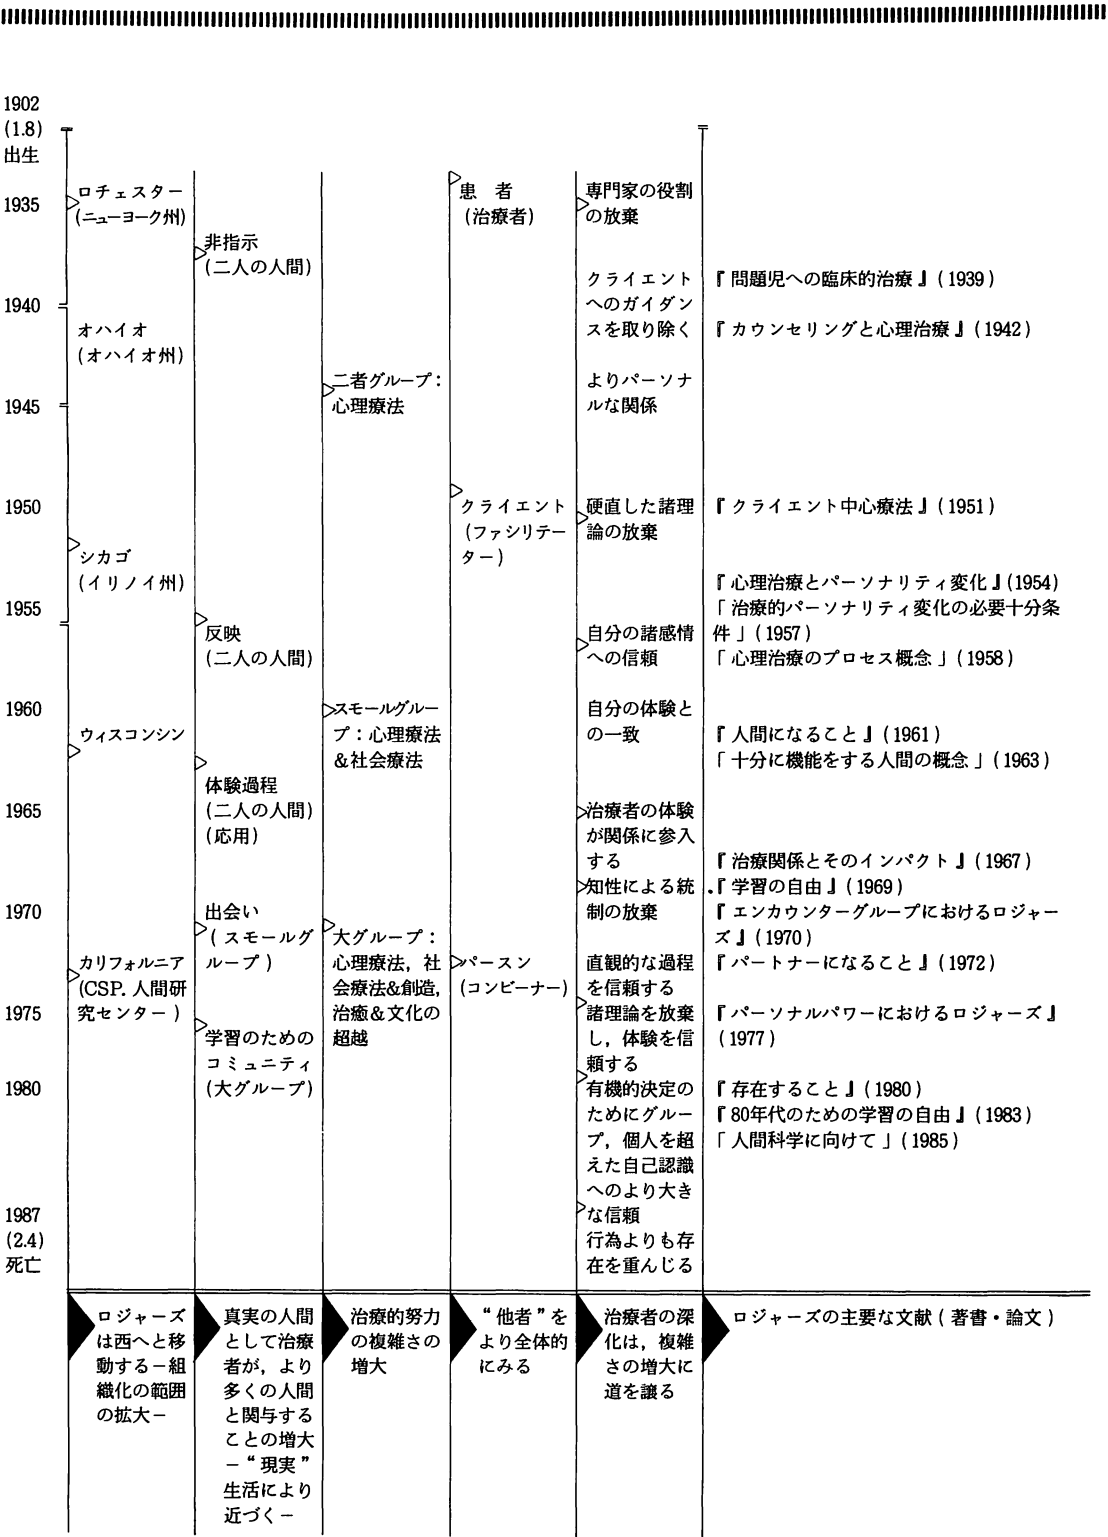 1902
(1.8)
出生
1935
1940
1945
1950
1955
1960
1965
1970
1975
1980
1987
(2.4)
死亡
ロチェスター
(ニューヨーク州)
オハイオ
(オハイオ州)
シカゴ
(イリノイ州)
ウィスコンシン
カリフォルニア
(CSP. 人間研
究センター)
ロジャーズ
は西へと移
動する−組
織化の範囲
の拡大−
非指示
(二人の人間)
反映
(二人の人間)
体験過程
(二人の人間)
(応用)
出会い
(スモールグ
ループ)
学習のための
コミュニティ
(大グループ)
真実の人間
として治療
者が，より
多くの人間
と関与する
ことの増大
−“現実”
生活により
近づく−
二者グループ：
心理療法
スモールグルー
プ：心理療法
&社会療法
大グループ：
心理療法，社
会療法&創造，
治癒&文化の
超越
治療的努力
の複雑さの
増大
患　者
(治療者)
クライエント
(ファシリテー
ター)
パースン
(コンビーナー)
“他者”を
より全体的
にみる
専門家の役割
の放棄
クライエント
へのガイダン
スを取り除く
よりパーソナ
ルな関係
硬直した諸理
論の放棄
自分の諸感情
への信頼
自分の体験と
の一致
治療者の体験
が関係に参入
する
知性による統
制の放棄
直観的な過程
を信頼する
諸理論を放棄
し，体験を信
頼する
有機的決定の
ためにグルー
プ，個人を超
えた自己認識
へのより大き
な信頼
行為よりも存
在を重んじる
治療者の深
化は，複雑
さの増大に
道を譲る
『問題児への臨床的治療』(1939)
『カウンセリングと心理治療』(1942)
『クライエント中心療法』(1951)
『心理治療とパーソナリティ変化』(1954)
「治療的パーソナリティ変化の必要十分条
件」(1957)
「心理治療のプロセス概念」(1958)
『人間になること』(1961)
「十分に機能をする人間の概念」(1963)
『治療関係とそのインパクト』(1967)
『学習の自由』(1969)
『エンカウンターグループにおけるロジャー
ズ』(1970)
『パートナーになること』(1972)
『パーソナルパワーにおけるロジャーズ』
(1977)
『存在すること』(1980)
『80年代のための学習の自由』(1983)
「人間科学に向けて」(1985)
ロジャーズの主要な文献(著書・論文)